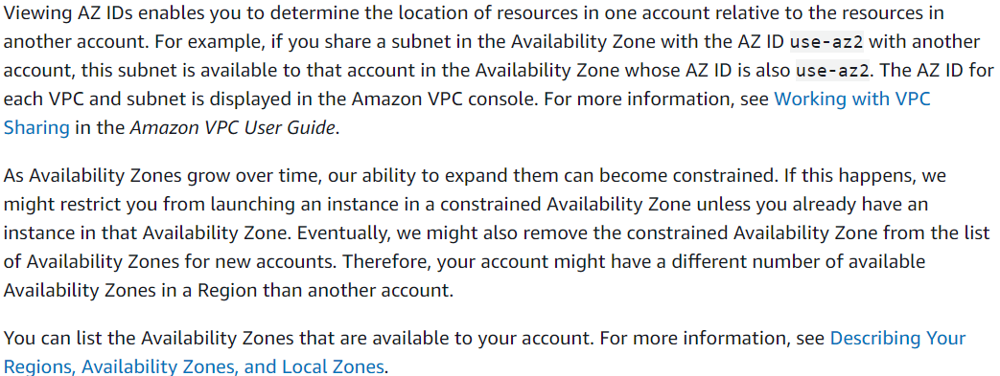 Viewing AZ IDs enables you to determine the location of resources in one account relative to the resources in
another account. For example, if you share a subnet in the Availability Zone with the AZ ID use-az2 with another
account, this subnet is available to that account in the Availability Zone whose AZ ID is also use-az2. The AZ ID for
each VPC and subnet is displayed in the Amazon VPC console. For more information, see Working with VPC
Sharing in the Amazon VPC User Guide.
As Availability Zones grow over time, our ability to expand them can become constrained. If this happens, we
might restrict you from launching an instance in a constrained Availability Zone unless you already have an
instance in that Availability Zone. Eventually, we might also remove the constrained Availability Zone from the list
of Availability Zones for new accounts. Therefore, your account might have a different number of available
Availability Zones in a Region than another account.
You can list the Availability Zones that are available to your account. For more information, see Describing Your
Regions, Availability Zones, and Local Zones.